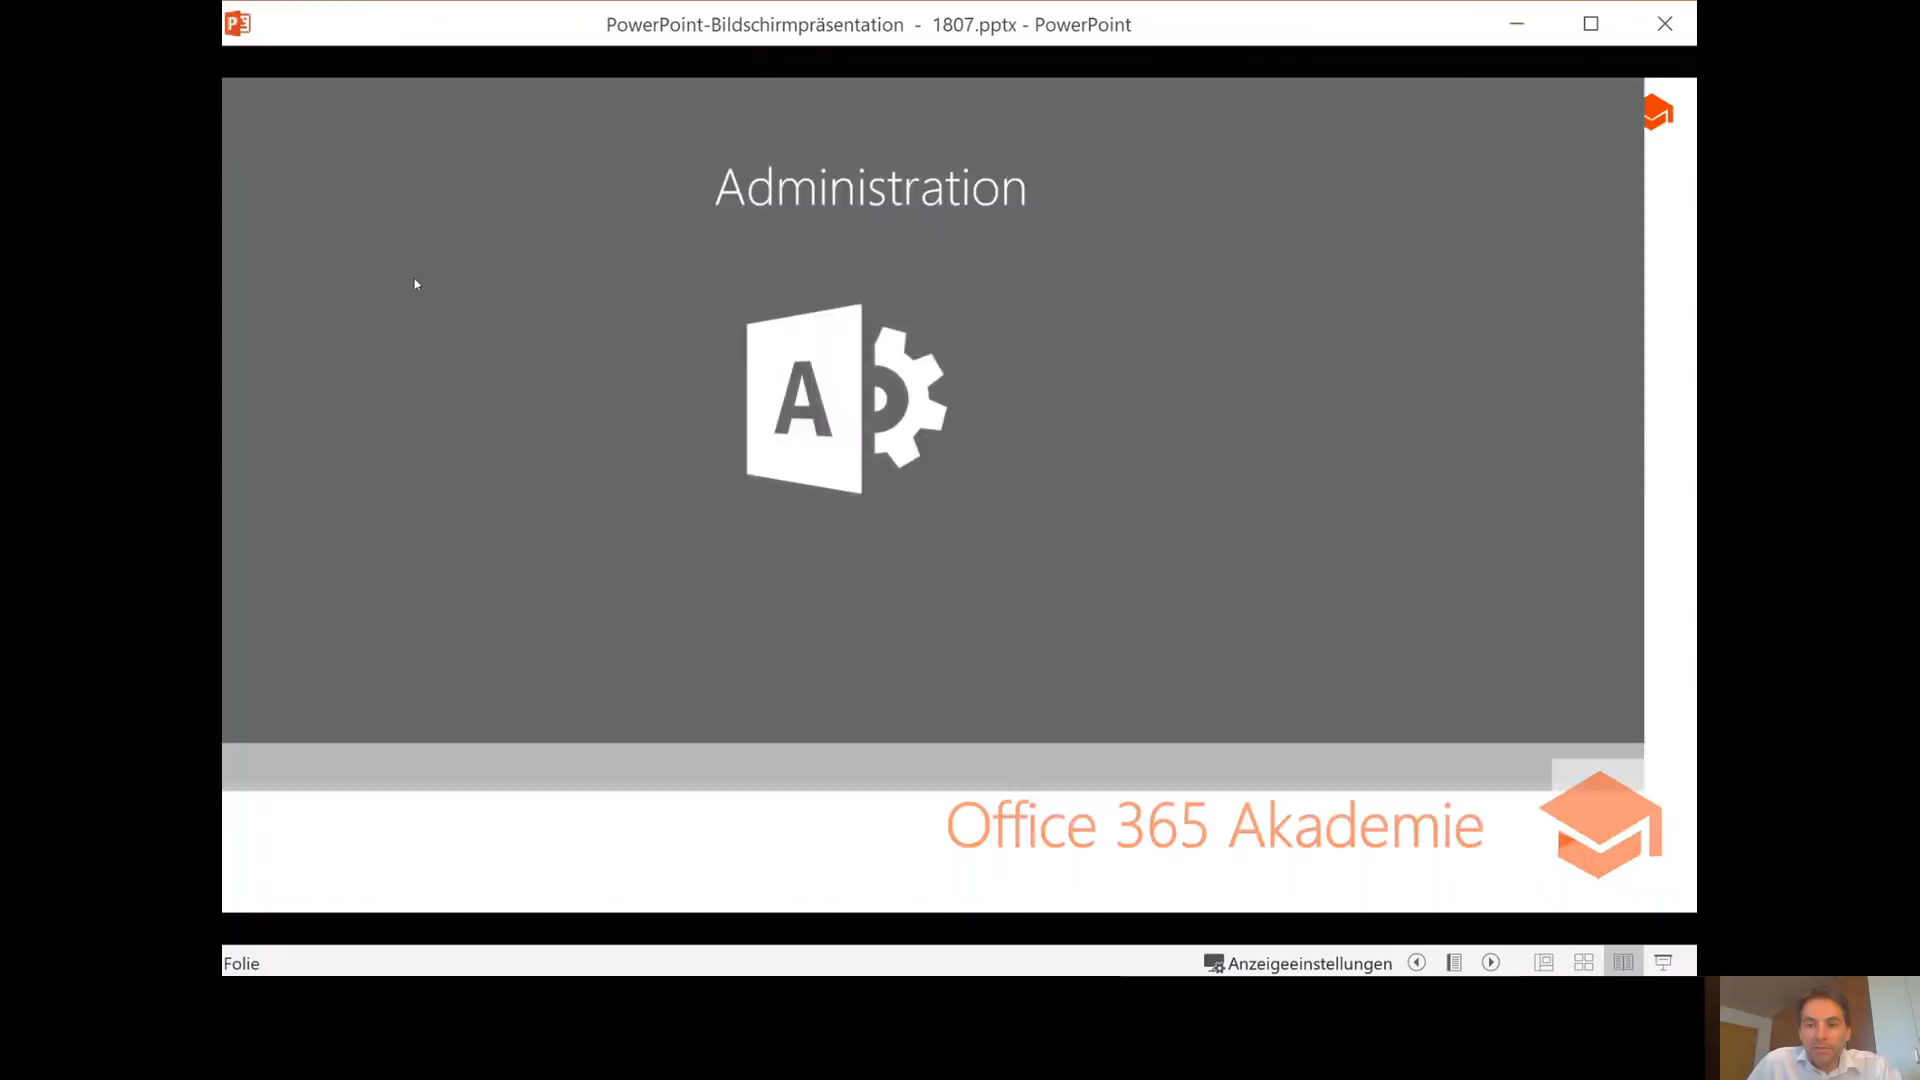 PowerPoint-Bildschirmpräsentation - 1807.pptx - PowerPoint
Administration
A
Office 365 Akademie
Folie
Anzeigeeinstellungen